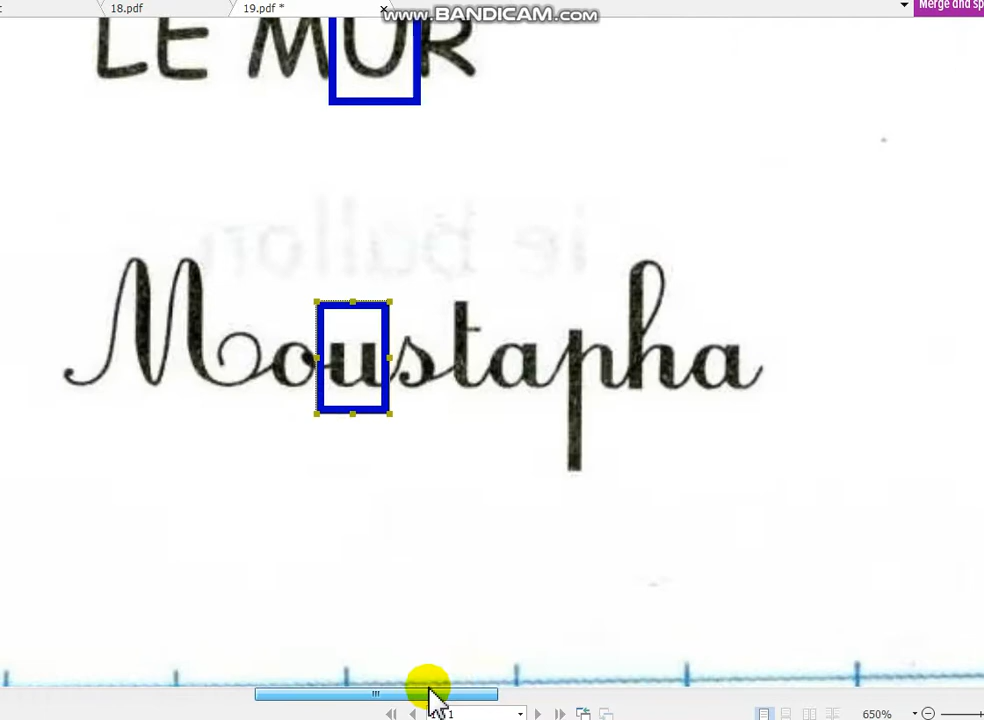 18.pdf
19.pdf *
www.BANDICAM.com
Merge and sp
LE MUR
Moustapha
650%